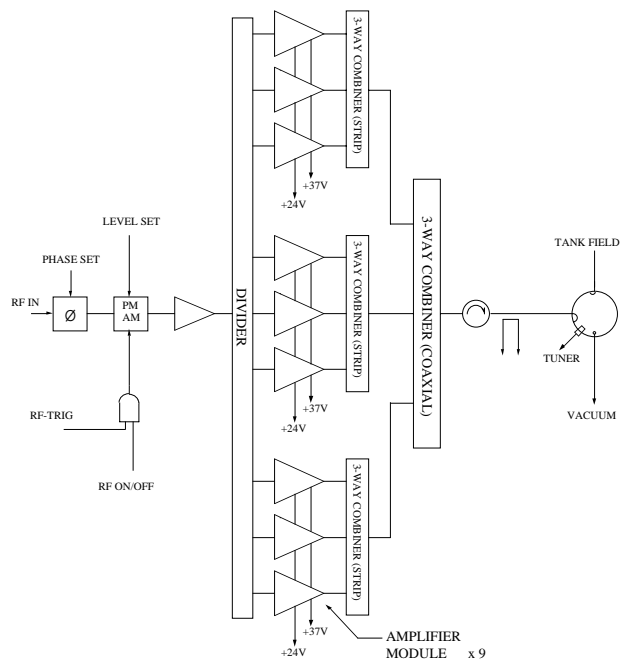 3-WAY COMBINER (STRIP)
+37V
+24V
LEVEL SET
PHASE SET
RF IN
Ø
PM
AM
RF-TRIG
RF ON/OFF
DIVIDER
3-WAY COMBINER (STRIP)
+37V
+24V
3-WAY COMBINER (COAXIAL)
TANK FIELD
TUNER
VACUUM
3-WAY COMBINER (STRIP)
+37V
+24V
AMPLIFIER
MODULE x 9